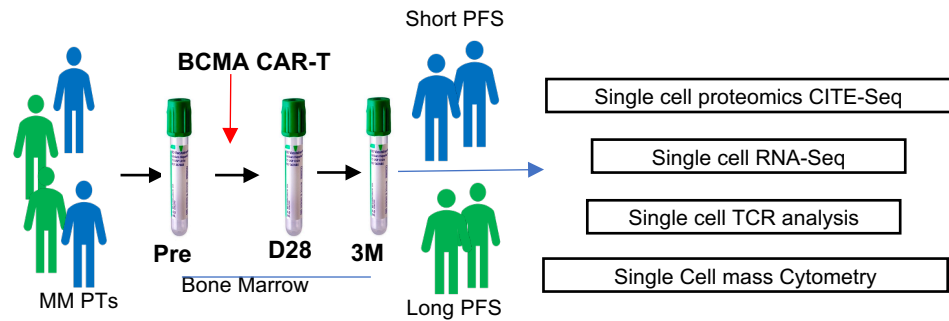 Short PFS
BCMA CAR-T
Single cell proteomics CITE-Seq
Single cell RNA-Seq
Single cell TCR analysis
Single Cell mass Cytometry
Pre
D28
3M
Bone Marrow
MM PTs
Long PFS